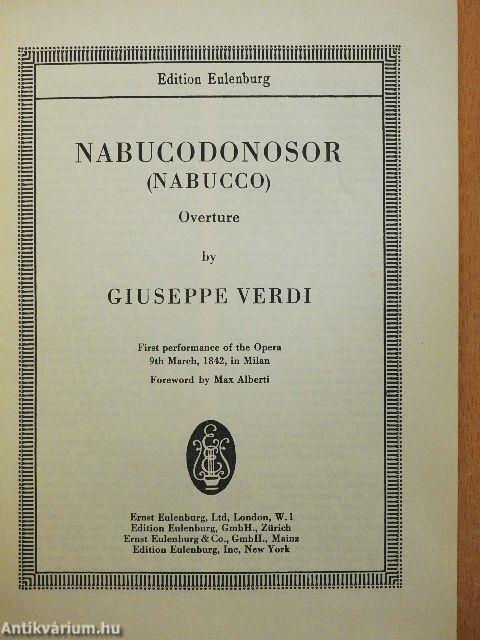 Edition Eulenburg
NABUCODONOSOR
(NABUCCO)
Overture
by
GIUSEPPE VERDI
First performance of the Opera
9th March, 1842, in Milan
Foreword by Max Alberti
Ernst Eulenburg, Ltd, London, W. 1
Edition Eulenburg, GmbH., Zürich
Ernst Eulenburg & Co., GmbH., Mainz
Edition Eulenburg, Inc, New York
Antikvárium.hu